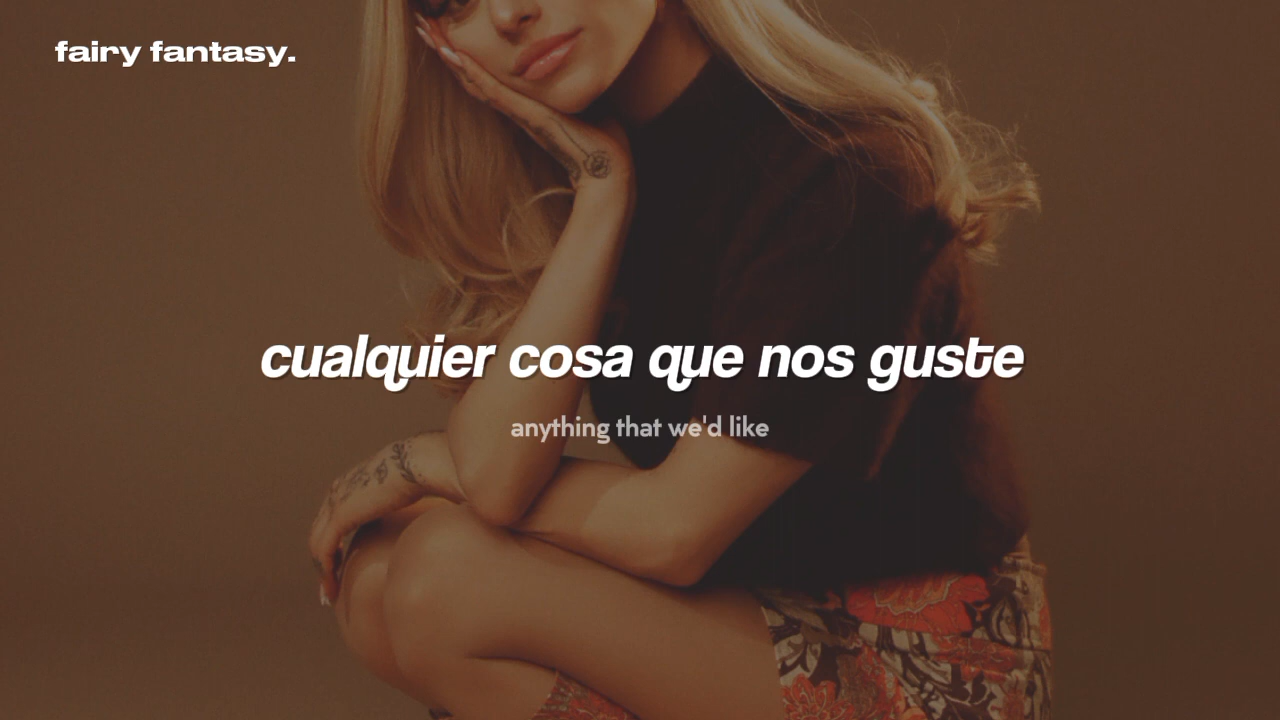 fairy fantasy.
cualquier cosa que nos guste
anything that we'd like